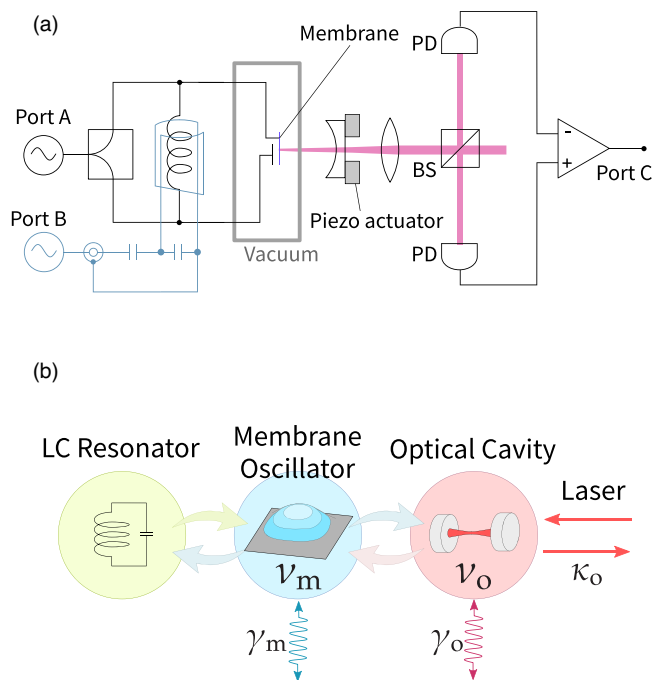 (a)
Membrane
PD
Port A
-
+
Port C
BS
Port B
Piezo actuator
Vacuum
PD
(b)
LC Resonator
Membrane
Oscillator
Optical Cavity
Laser
νm
νo
κo
γm
γo